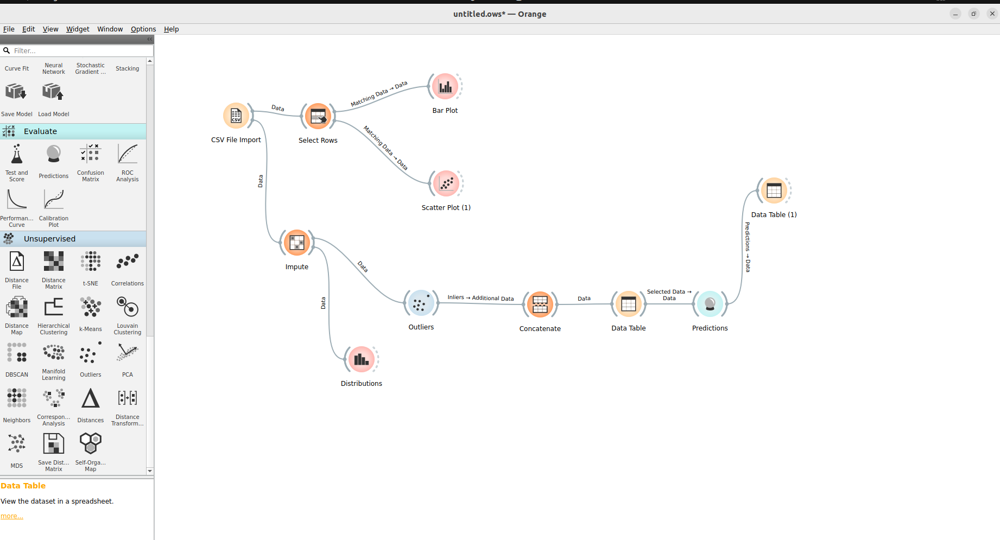 untitled.ows* — Orange
File Edit View Widget Window Options Help
Filter...
Curve Fit
Neural
Network
Stochastic
Gradient ...
Stacking
Save Model
Load Model
Evaluate
Test and
Score
Predictions
Confusion
Matrix
ROC
Analysis
Performan...
Curve
Calibration
Plot
Unsupervised
Distance
File
Distance
Matrix
t-SNE
Correlations
Distance
Map
Hierarchical
Clustering
k-Means
Louvain
Clustering
DBSCAN
Manifold
Learning
Outliers
PCA
Neighbors
Correspon...
Analysis
Distances
Distance
Transform...
MDS
Save Dist...
Matrix
Self-Orga...
Map
Data Table
View the dataset in a spreadsheet.
more...
CSV
CSV File Import
Data
Select Rows
Matching Data → Data
Bar Plot
Matching Data → Data
Scatter Plot (1)
Data
Impute
Data
Data
Distributions
Outliers
Inliers → Additional Data
Concatenate
Data
Data Table
Selected Data →
Data
Predictions
Predictions → Data
Data Table (1)